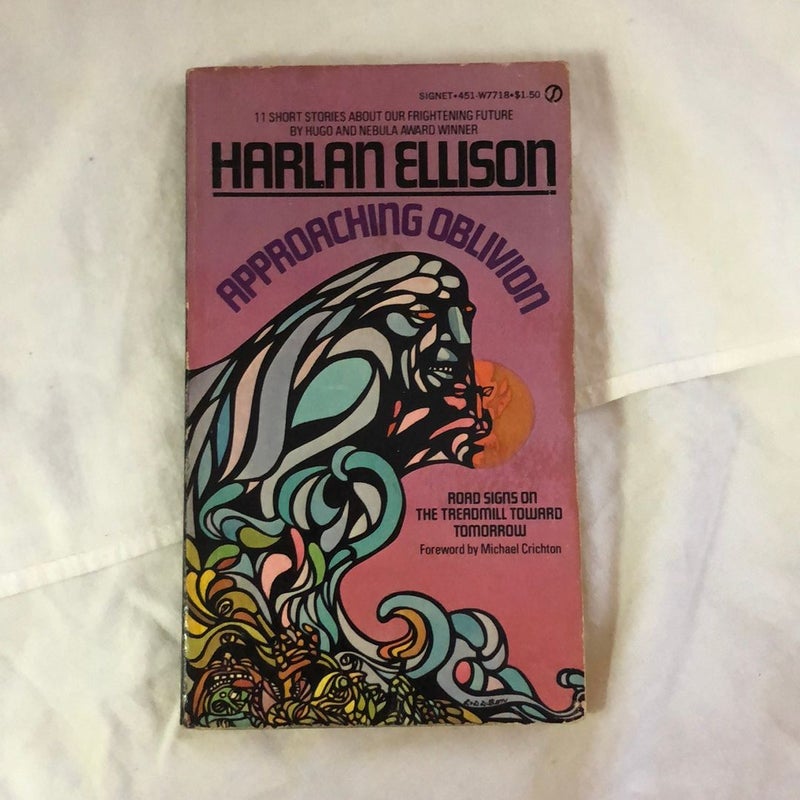 SIGNET•451-W7718•$1.50
11 SHORT STORIES ABOUT OUR FRIGHTENING FUTURE
BY HUGO AND NEBULA AWARD WINNER
HARLAN ELLISON
APPROACHING OBLIVION
ROAD SIGNS ON
THE TREADMILL TOWARD
TOMORROW
Foreword by Michael Crichton